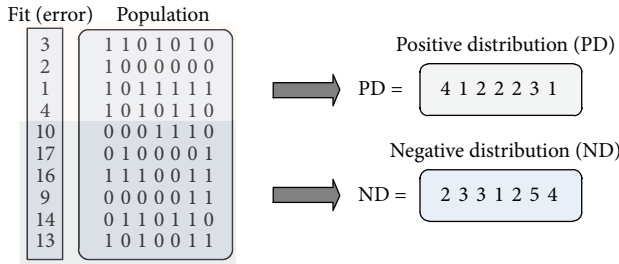 Fit (error) Population
3 1 1 0 1 0 1 0
2 1 0 0 0 0 0 0
1 1 0 1 1 1 1 1
4 1 0 1 0 1 1 0
10 0 0 0 1 1 1 0
17 0 1 0 0 0 0 1
16 1 1 1 0 0 1 1
9 0 0 0 0 0 1 1
14 0 1 1 0 1 1 0
13 1 0 1 0 0 1 1
Positive distribution (PD)
PD = 4 1 2 2 2 3 1
Negative distribution (ND)
ND = 2 3 3 1 2 5 4